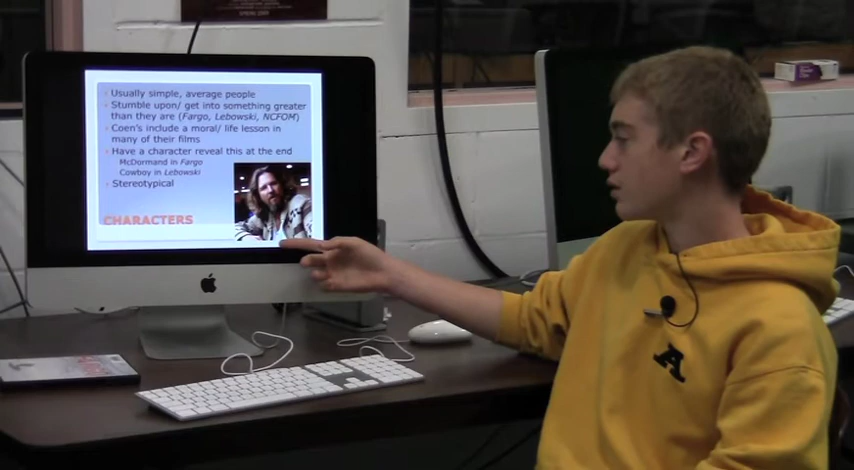 Usually simple, average people
Stumble upon/ get into something greater
than they are (Fargo, Lebowski, NCFOM)
Coen's include a moral/ life lesson in
many of their films
Have a character reveal this at the end
McDormand in Fargo
Cowboy in Lebowski
Stereotypical
CHARACTERS
A